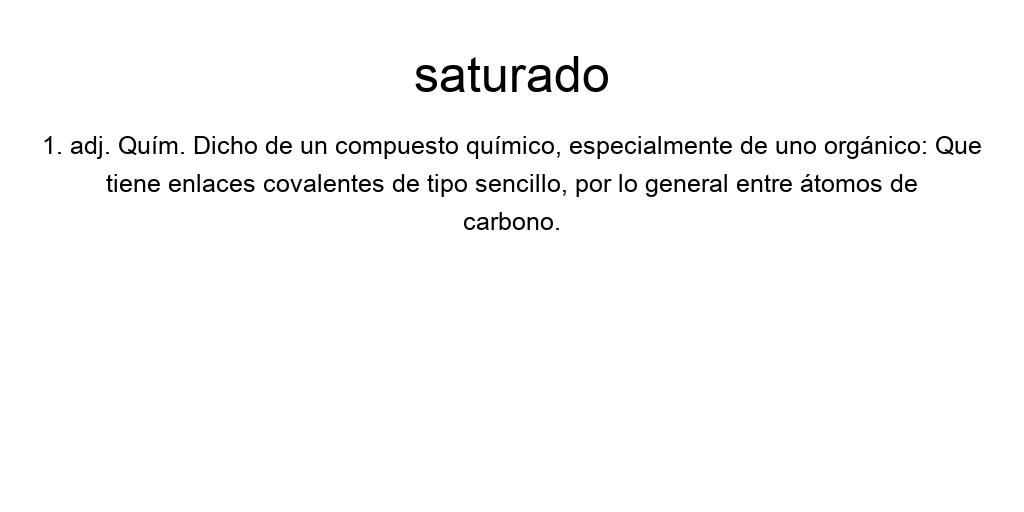 saturado
1. adj. Quím. Dicho de un compuesto químico, especialmente de uno orgánico: Que
tiene enlaces covalentes de tipo sencillo, por lo general entre átomos de
carbono.